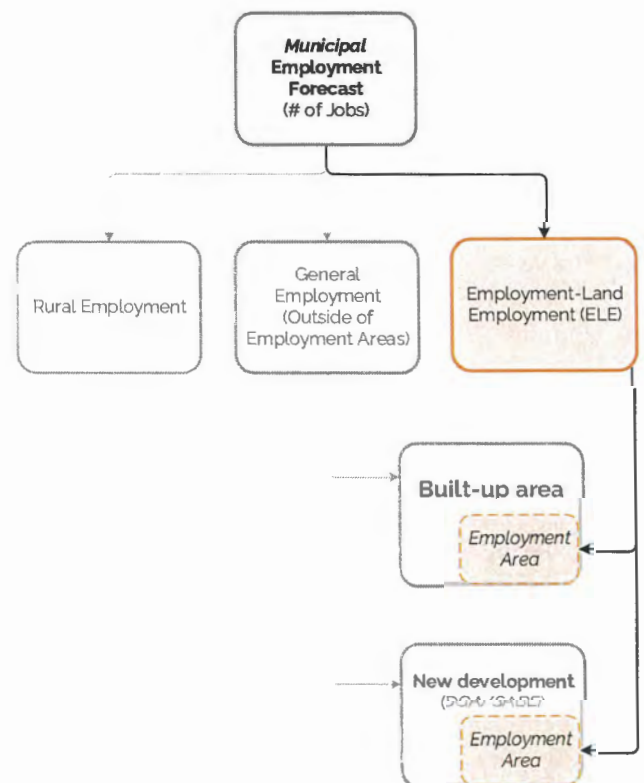 Municipal
Employment
Forecast
(# of Jobs)
Rural Employment
General
Employment
(Outside of
Employment Areas)
Employment-Land
Employment (ELE)
Built-up area
Employment
Area
New development
Employment
Area